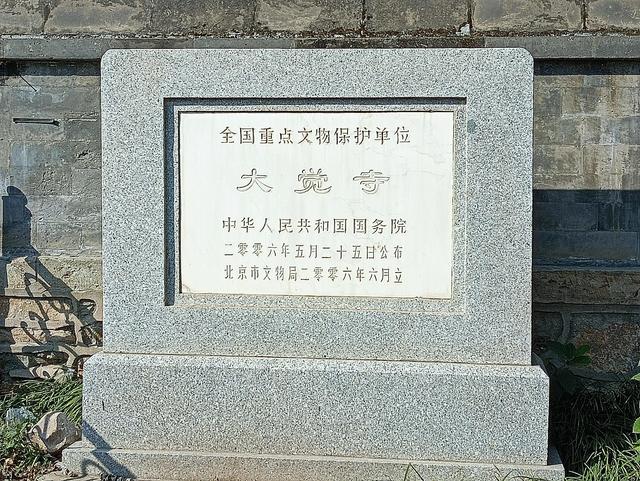 全国重点文物保护单位
大觉寺
中华人民共和国国务院
二零零六年五月二十五日公布
北京市文物局二零零六年六月立